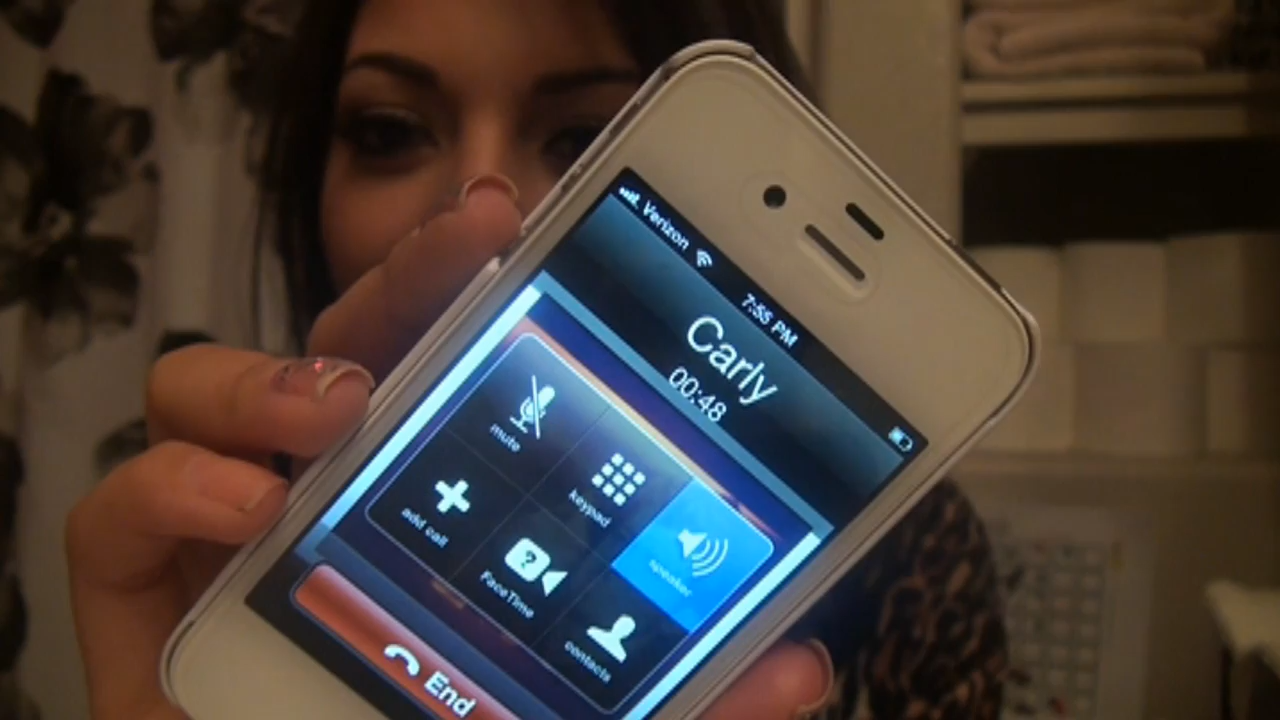 Verizon
7:55 PM
Carly
00:48
mute
keypad
speaker
add call
FaceTime
contacts
End